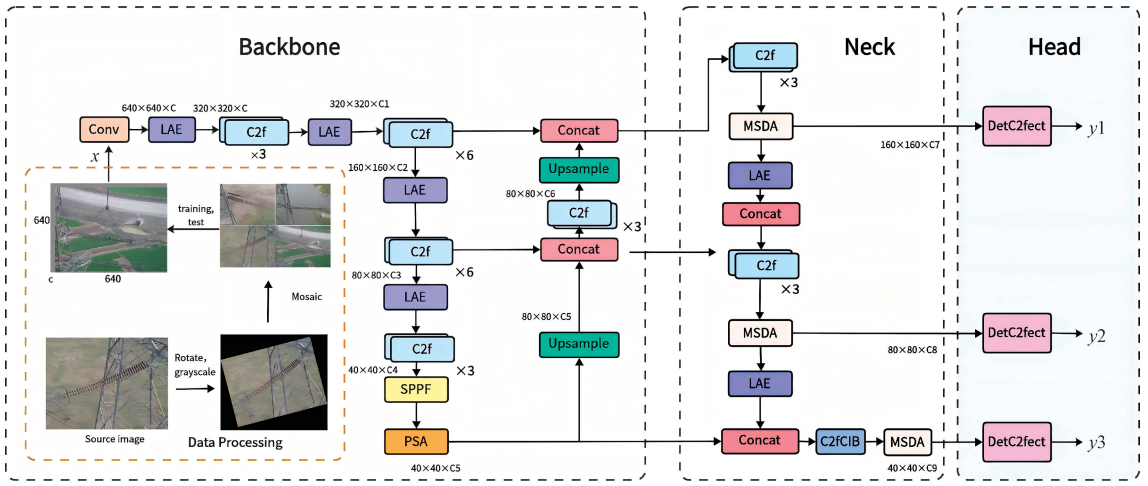 Backbone
Neck
Head
640×640×C
320×320×C
320×320×C1
Conv
LAE
C2f
×3
LAE
C2f
×6
Concat
x
160×160×C2
Upsample
LAE
80×80×C6
C2f
×3
C2f
×6
Concat
80×80×C3
LAE
80×80×C5
C2f
×3
Upsample
40×40×C4
SPPF
PSA
40×40×C5
640
c
640
training,
test
Mosaic
Rotate,
grayscale
Source image
Data Processing
C2f
×3
MSDA
160×160×C7
LAE
Concat
C2f
×3
MSDA
80×80×C8
LAE
Concat
C2fCIB
MSDA
40×40×C9
DetC2fect
y1
DetC2fect
y2
DetC2fect
y3